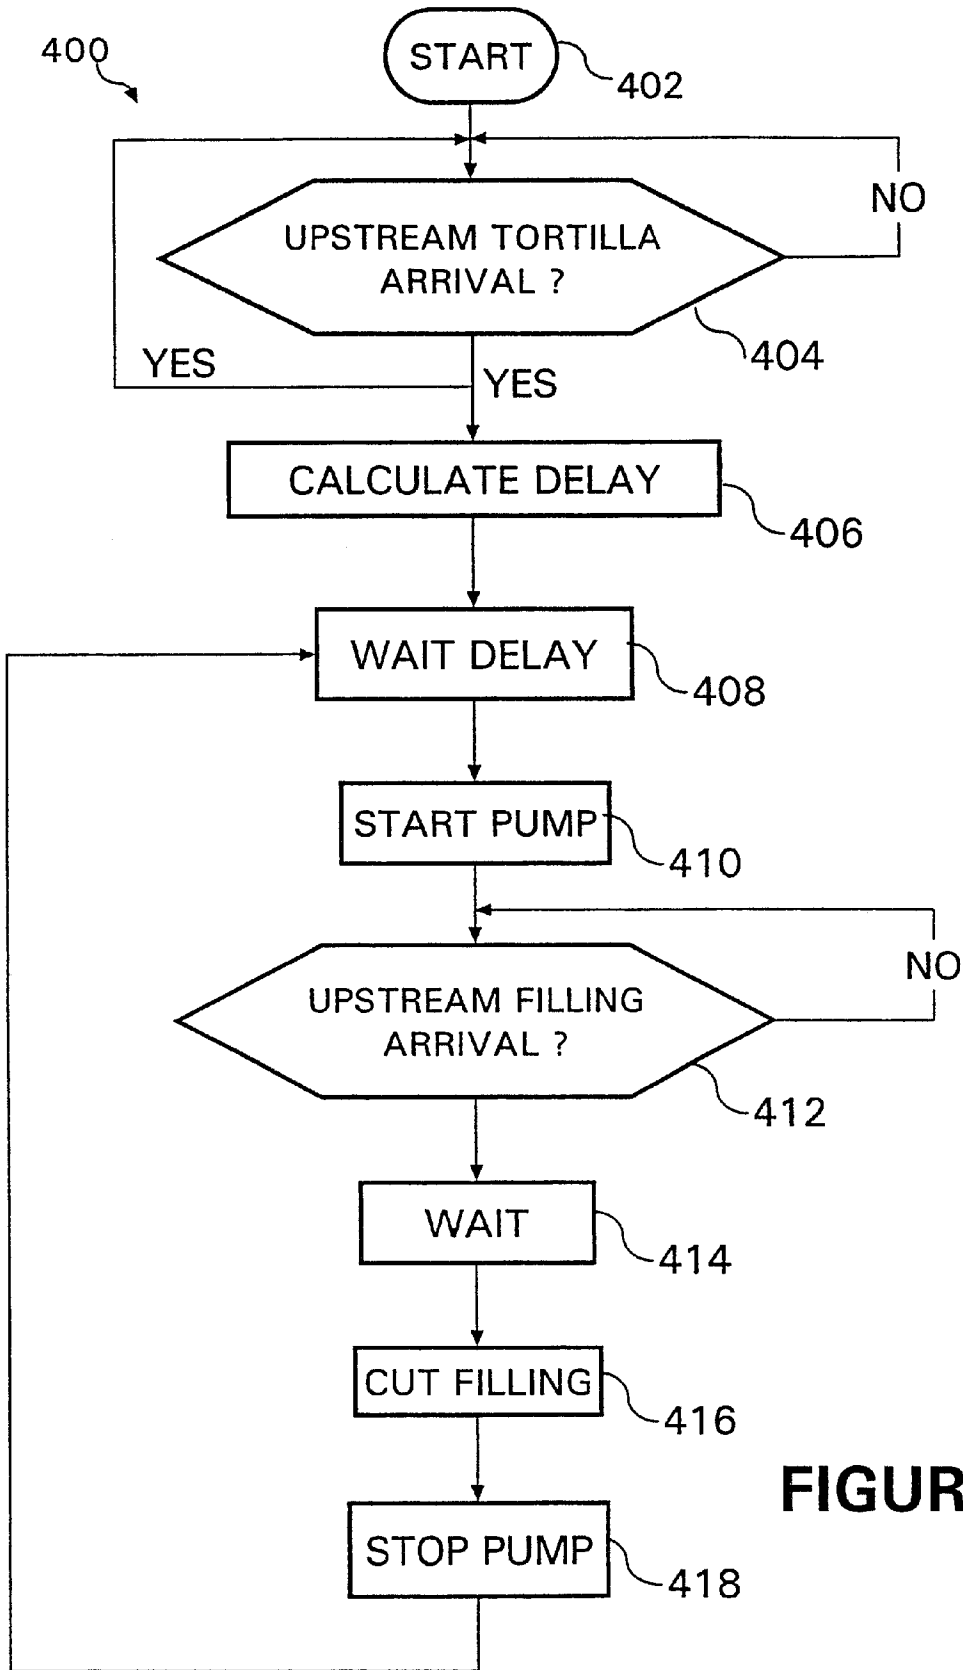 400
START
402
NO
UPSTREAM TORTILLA
ARRIVAL ?
404
YES
YES
CALCULATE DELAY
406
WAIT DELAY
408
START PUMP
410
NO
UPSTREAM FILLING
ARRIVAL ?
412
WAIT
414
CUT FILLING
416
FIGUR
STOP PUMP
418